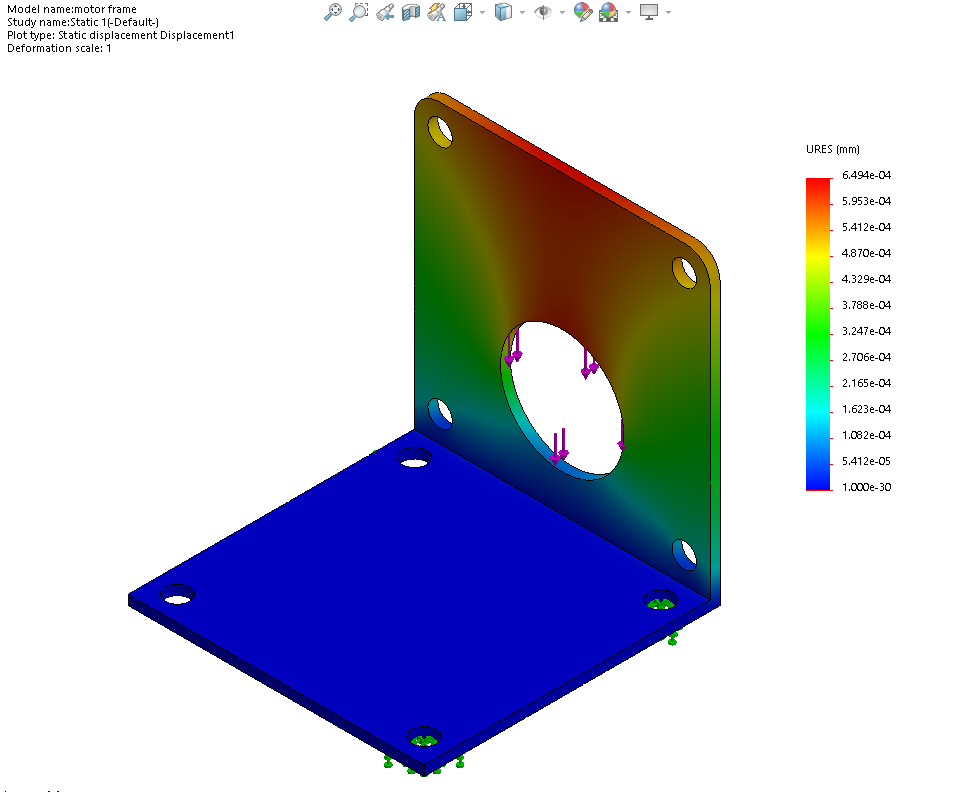 Model name:motor frame
Study name:Static 1(-Default-)
Plot type: Static displacement Displacement1
Deformation scale: 1
URES (mm)
6.494e-04
5.953e-04
5.412e-04
4.870e-04
4.329e-04
3.788e-04
3.247e-04
2.706e-04
2.165e-04
1.623e-04
1.082e-04
5.412e-05
1.000e-30